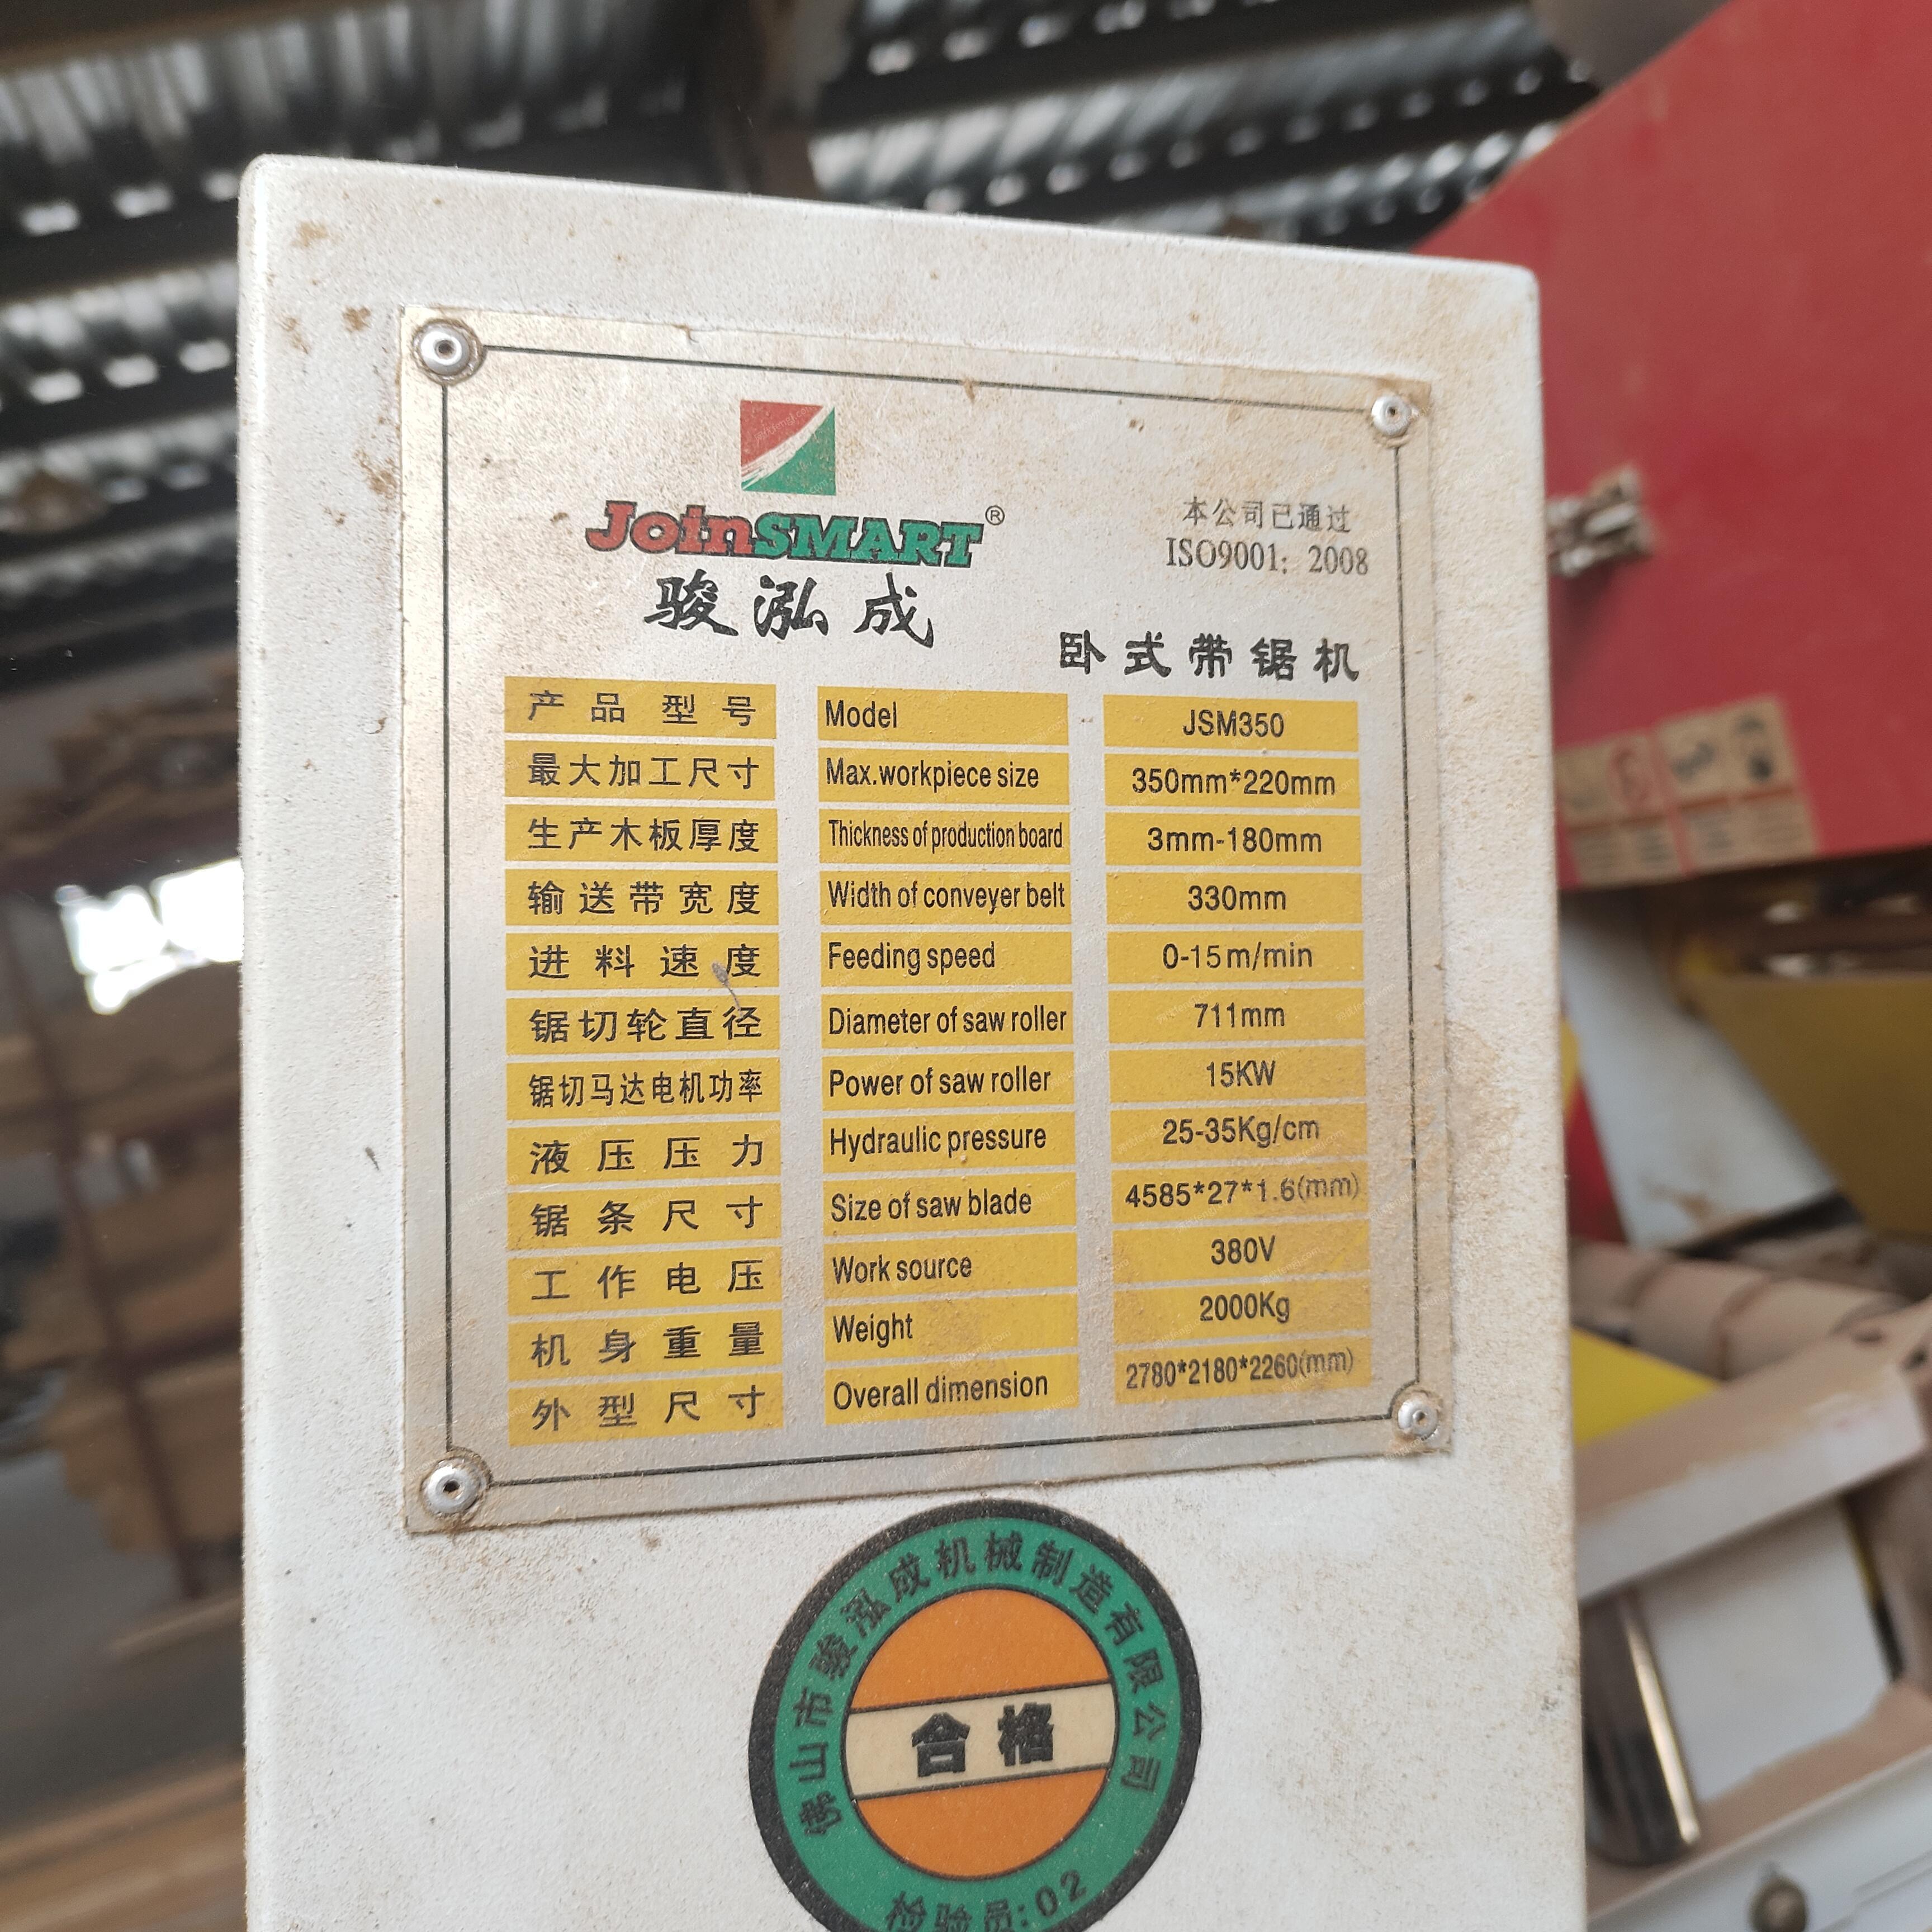 JoinSMART®
骏泓成
本公司已通过
ISO9001: 2008
卧式带锯机
产品型号 Model JSM350
最大加工尺寸 Max.workpiece size 350mm*220mm
生产木板厚度 Thickness of production board 3mm-180mm
输送带宽度 Width of conveyer belt 330mm
进料速度 Feeding speed 0-15m/min
锯切轮直径 Diameter of saw roller 711mm
锯切马达电机功率 Power of saw roller 15KW
液压压力 Hydraulic pressure 25-35Kg/cm
锯条尺寸 Size of saw blade 4585*27*1.6(mm)
工作电压 Work source 380V
机身重量 Weight 2000Kg
外型尺寸 Overall dimension 2780*2180*2260(mm)
佛山市骏泓成机械制造有限公司
合格
检验员:02